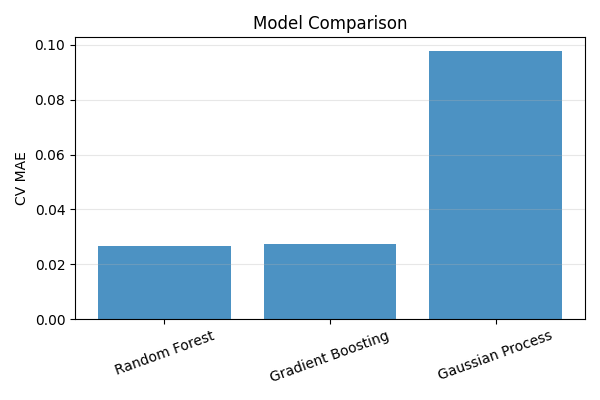 Model Comparison
CV MAE
0.10
0.08
0.06
0.04
0.02
0.00
Random Forest
Gradient Boosting
Gaussian Process